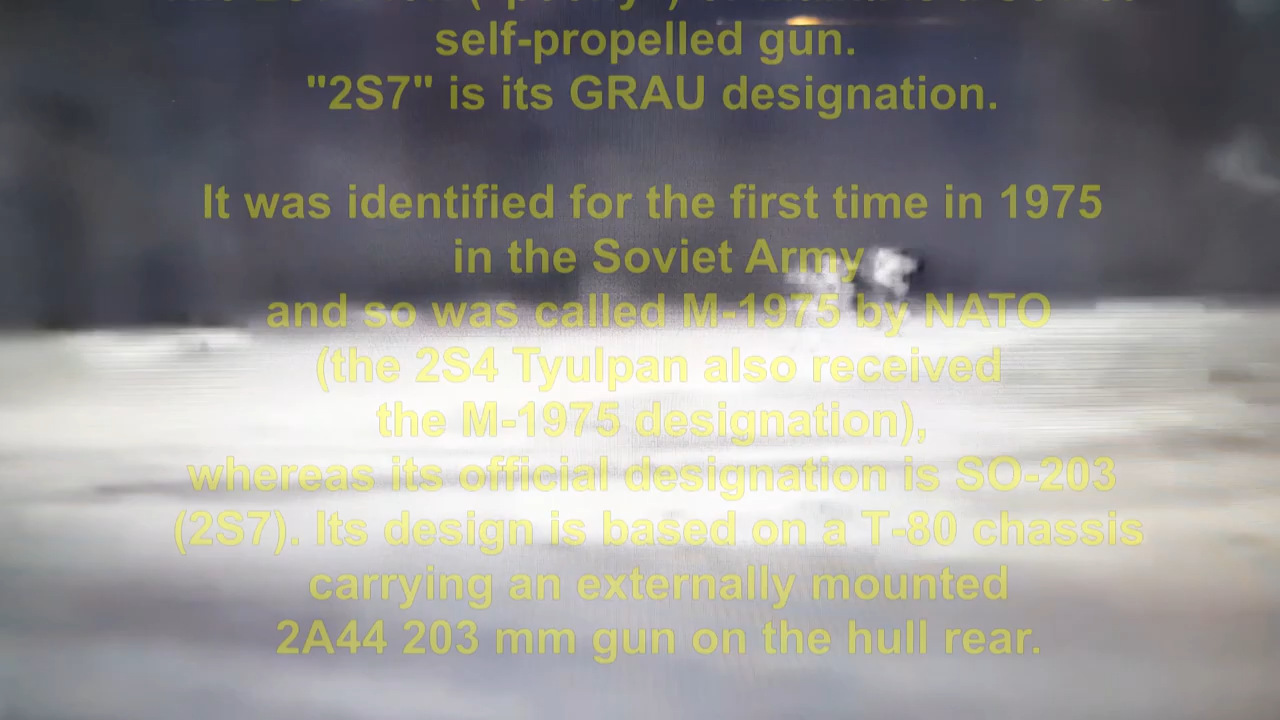 self-propelled gun.
"2S7" is its GRAU designation.
It was identified for the first time in 1975
in the Soviet Army
and so was called M-1975 by NATO
(the 2S4 Tyulpan also received
the M-1975 designation),
whereas its official designation is SO-203
(2S7). Its design is based on a T-80 chassis
carrying an externally mounted
2A44 203 mm gun on the hull rear.